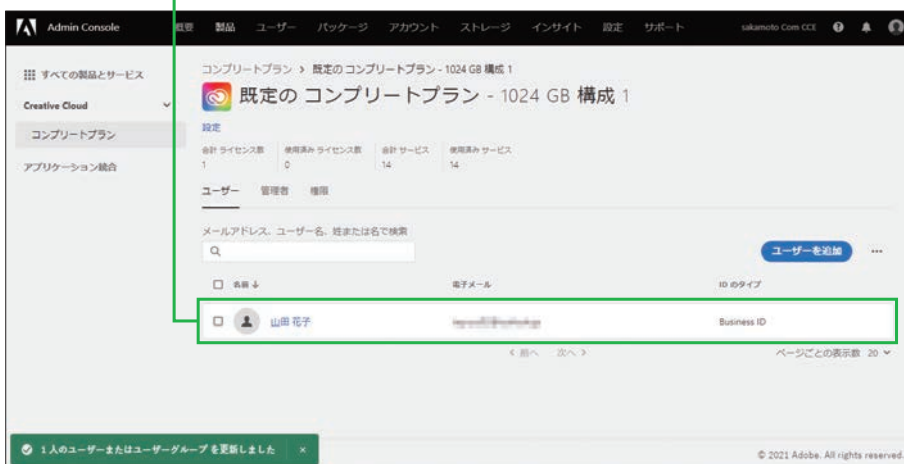 Admin Console 概要 製品 ユーザー パッケージ アカウント ストレージ インサイト 設定 サポート sakamoto Com CCE
すべての製品とサービス
Creative Cloud
コンプリートプラン
アプリケーション統合
コンプリートプラン > 既定の コンプリートプラン - 1024 GB 構成 1
既定の コンプリートプラン - 1024 GB 構成 1
設定
合計 ライセンス数 使用済み ライセンス数 合計 サービス 使用済み サービス
1 0 14 14
ユーザー 管理者 権限
メールアドレス、ユーザー名、姓または名で検索
ユーザーを追加 ...
名前 ↓ 電子メール ID のタイプ
山田 花子 Business ID
< 前へ 次へ > ページごとの表示数 20
1 人のユーザーまたはユーザーグループ を更新しました ×
© 2021 Adobe. All rights reserved.